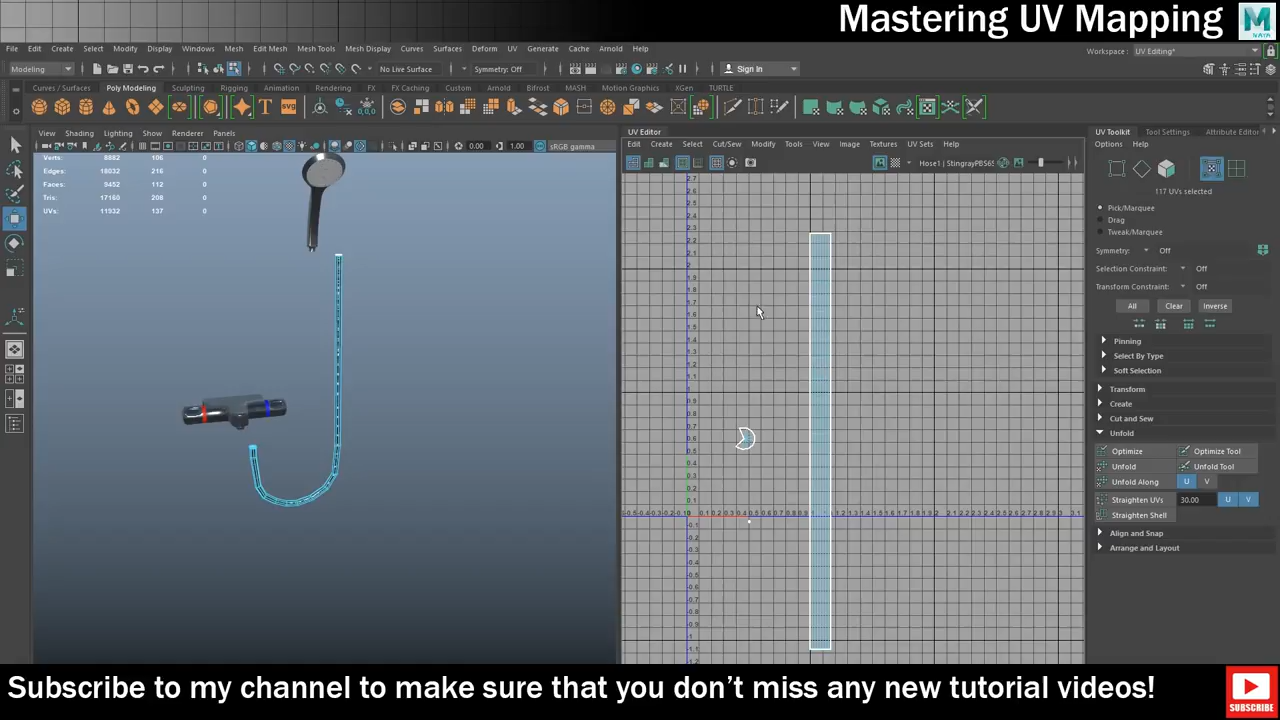 Mastering UV Mapping
MAYA
File Edit Create Select Modify Display Windows Mesh Edit Mesh Mesh Tools Mesh Display Curves Surfaces Deform UV Generate Cache Arnold Help
Workspace : UV Editing*
Modeling No Live Surface Symmetry: Off Sign In
Curves / Surfaces Poly Modeling Sculpting Rigging Animation Rendering FX FX Caching Custom Arnold Bifrost MASH Motion Graphics XGen TURTLE
View Shading Lighting Show Renderer Panels
0.00 1.00 sRGB gamma
Verts: 8882 106 0
Edges: 18032 216 0
Faces: 9452 112 0
Tris: 17160 208 0
UVs: 11932 137 0
UV Editor
Edit Create Select Cut/Sew Modify Tools View Image Textures UV Sets Help
Hose1 | StingrayPBS6S
UV Toolkit Tool Settings Attribute Editor
Options Help
117 UVs selected
Pick/Marquee
Drag
Tweak/Marquee
Symmetry: Off
Selection Constraint: Off
Transform Constraint: Off
All Clear Inverse
Pinning
Select By Type
Soft Selection
Transform
Create
Cut and Sew
Unfold
Optimize Optimize Tool
Unfold Unfold Tool
Unfold Along U V
Straighten UVs 30.00 U V
Straighten Shell
Align and Snap
Arrange and Layout
Subscribe to my channel to make sure that you don't miss any new tutorial videos!
SUBSCRIBE